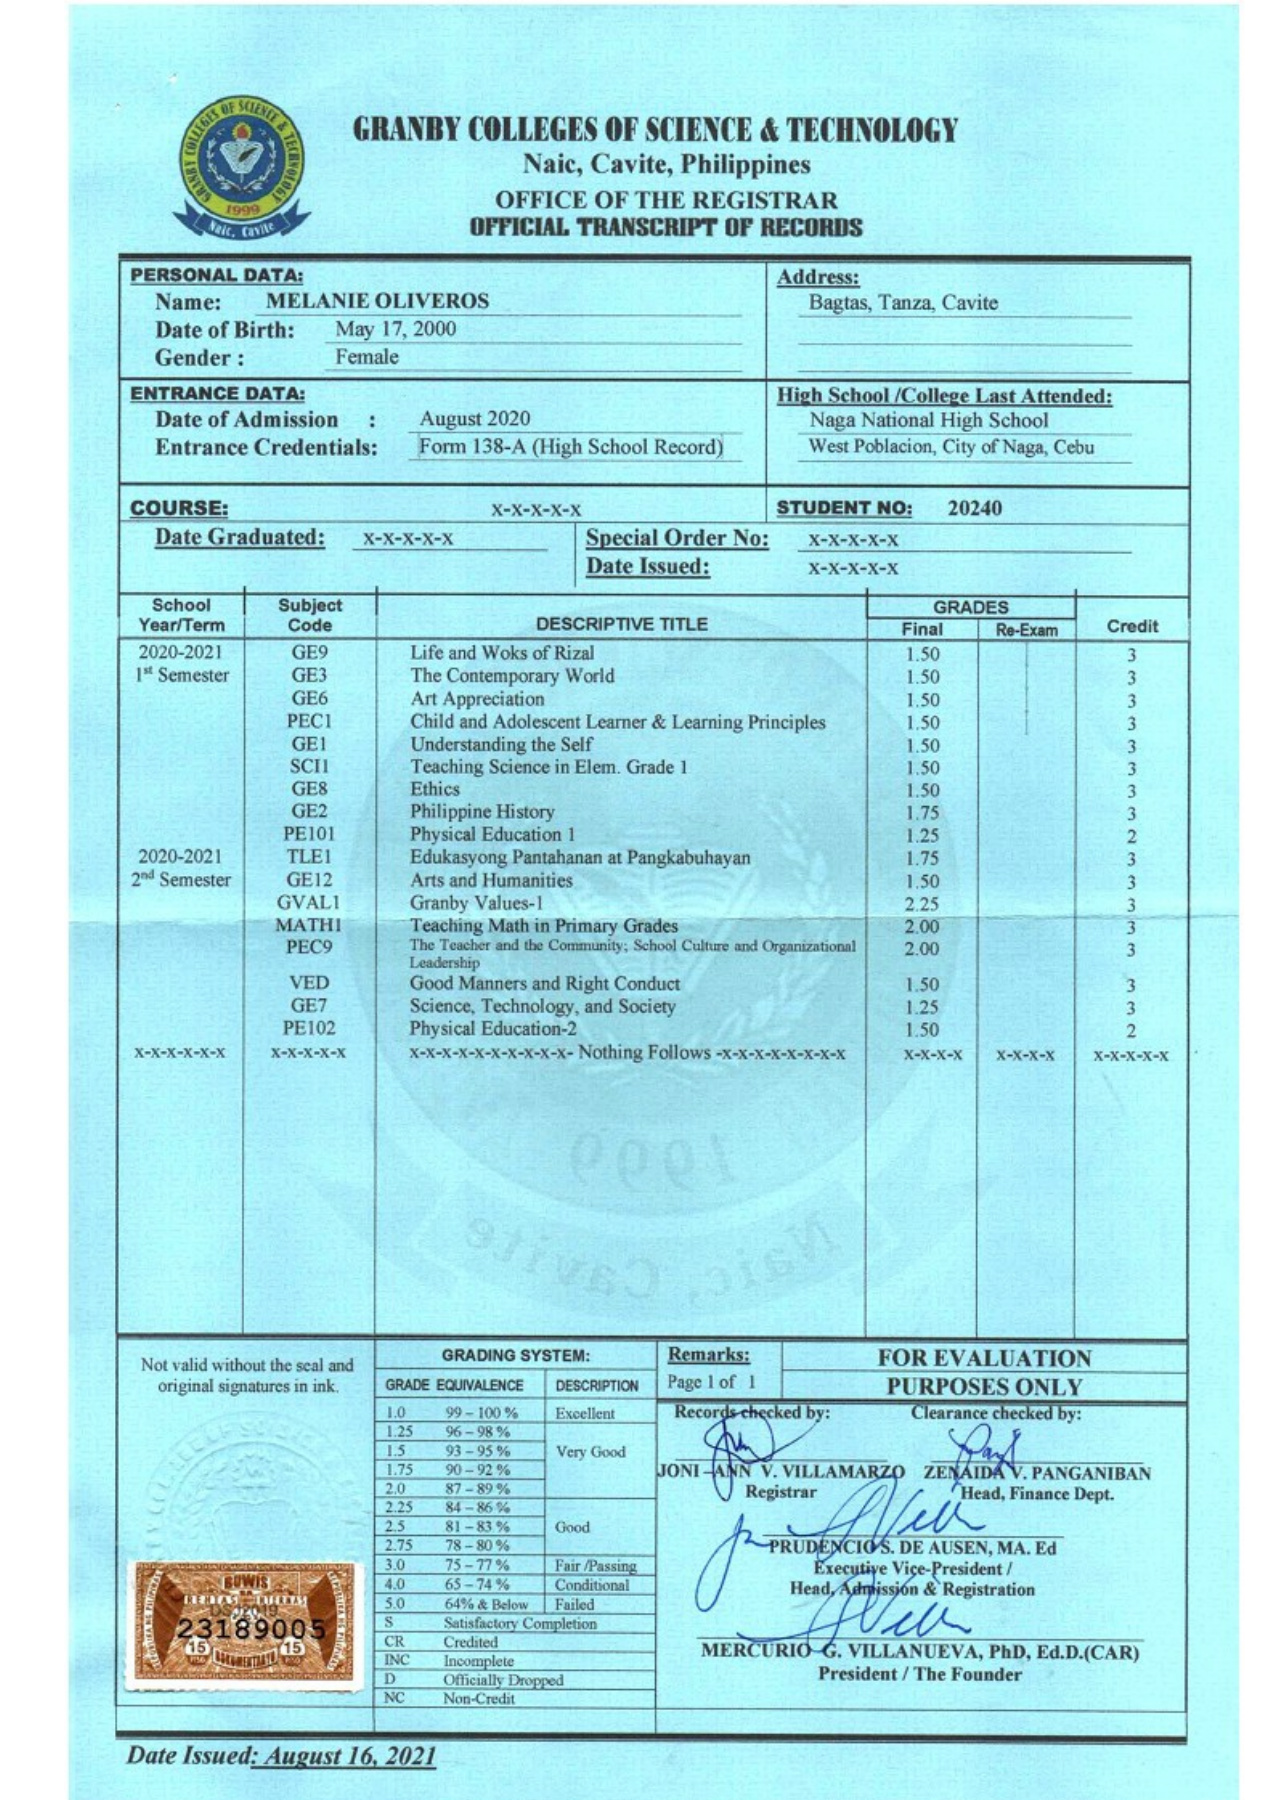 GRANBY COLLEGES OF SCIENCE & TECHNOLOGY
1999
Naic, Cavite
GRANBY COLLEGES OF SCIENCE & TECHNOLOGY
Naic, Cavite, Philippines
OFFICE OF THE REGISTRAR
OFFICIAL TRANSCRIPT OF RECORDS
PERSONAL DATA:
Name: MELANIE OLIVEROS
Date of Birth: May 17, 2000
Gender : Female
Address:
Bagtas, Tanza, Cavite
ENTRANCE DATA:
Date of Admission : August 2020
Entrance Credentials: Form 138-A (High School Record)
High School /College Last Attended:
Naga National High School
West Poblacion, City of Naga, Cebu
COURSE: x-x-x-x-x
STUDENT NO: 20240
Date Graduated: x-x-x-x-x
Special Order No: x-x-x-x-x
Date Issued: x-x-x-x-x
School Year/Term Subject Code DESCRIPTIVE TITLE GRADES Final Re-Exam Credit
2020-2021 GE9 Life and Woks of Rizal 1.50 3
1st Semester GE3 The Contemporary World 1.50 3
GE6 Art Appreciation 1.50 3
PEC1 Child and Adolescent Learner & Learning Principles 1.50 3
GE1 Understanding the Self 1.50 3
SCI1 Teaching Science in Elem. Grade 1 1.50 3
GE8 Ethics 1.50 3
GE2 Philippine History 1.75 3
PE101 Physical Education 1 1.25 2
2020-2021 TLE1 Edukasyong Pantahanan at Pangkabuhayan 1.75 3
2nd Semester GE12 Arts and Humanities 1.50 3
GVAL1 Granby Values-1 2.25 3
MATH1 Teaching Math in Primary Grades 2.00 3
PEC9 The Teacher and the Community; School Culture and Organizational 2.00 3
Leadership
VED Good Manners and Right Conduct 1.50 3
GE7 Science, Technology, and Society 1.25 3
PE102 Physical Education-2 1.50 2
x-x-x-x-x-x x-x-x-x-x x-x-x-x-x-x-x-x-x-x- Nothing Follows -x-x-x-x-x-x-x-x x-x-x-x x-x-x-x x-x-x-x-x
1999
Naic, Cavite
Not valid without the seal and
original signatures in ink.
BUWIS
RENTAS INTERNAS
23189005
15 15
DOKUMENTARYO
GRADING SYSTEM:
GRADE EQUIVALENCE DESCRIPTION
1.0 99 – 100 % Excellent
1.25 96 – 98 %
1.5 93 – 95 % Very Good
1.75 90 – 92 %
2.0 87 – 89 %
2.25 84 – 86 %
2.5 81 – 83 % Good
2.75 78 – 80 %
3.0 75 – 77 % Fair /Passing
4.0 65 – 74 % Conditional
5.0 64% & Below Failed
S Satisfactory Completion
CR Credited
INC Incomplete
D Officially Dropped
NC Non-Credit
Remarks:
Page 1 of 1
FOR EVALUATION
PURPOSES ONLY
Records checked by: Clearance checked by:
JONI –ANN V. VILLAMARZO ZENAIDA V. PANGANIBAN
Registrar Head, Finance Dept.
PRUDENCIO S. DE AUSEN, MA. Ed
Executive Vice-President /
Head, Admission & Registration
MERCURIO G. VILLANUEVA, PhD, Ed.D.(CAR)
President / The Founder
Date Issued: August 16, 2021